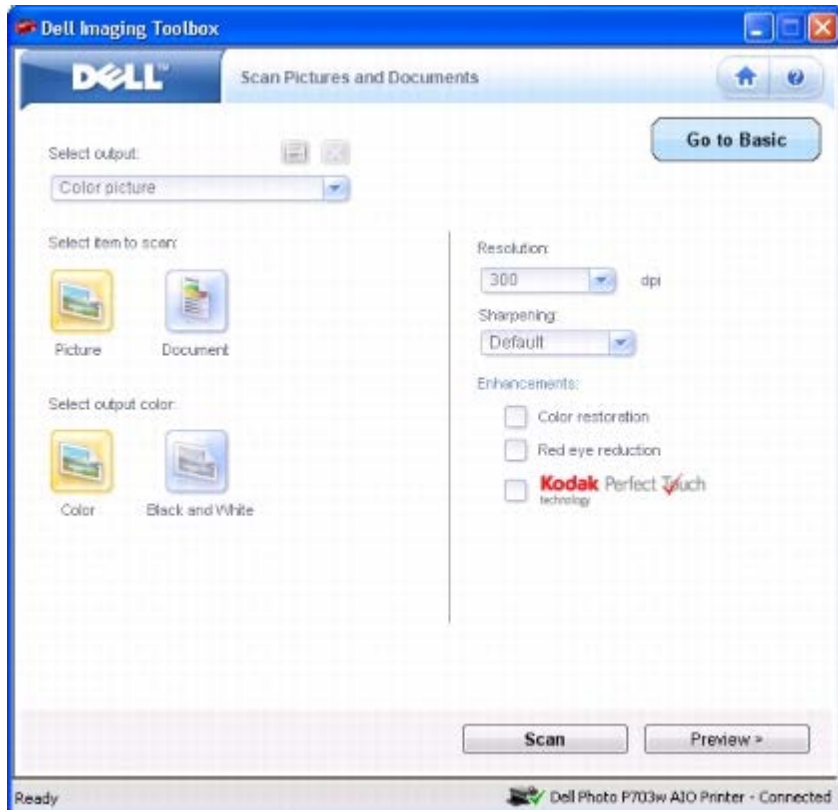 Dell Imaging Toolbox
DELL™
Scan Pictures and Documents
Go to Basic
Select output:
Color picture
Select item to scan:
Picture
Document
Select output color:
Color
Black and White
Resolution:
300
dpi
Sharpening:
Default
Enhancements:
Color restoration
Red eye reduction
Kodak Perfect Touch
technology
Scan
Preview >
Ready
Dell Photo P703w AIO Printer - Connected